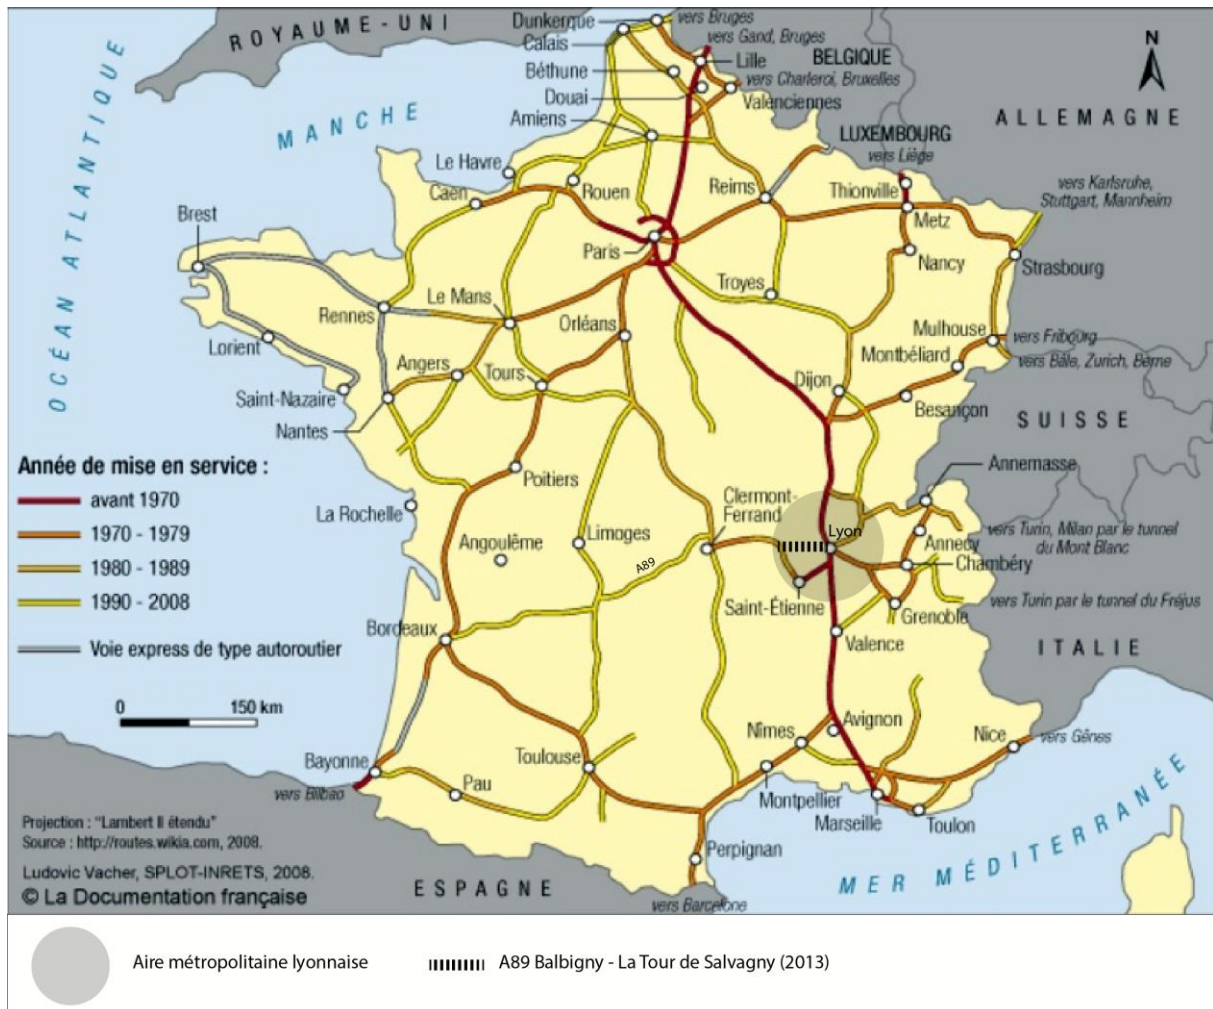 ROYAUME-UNI
Dunkerque
vers Bruges
Calais
vers Gand, Bruges
Lille
BELGIQUE
N
Béthune
vers Charleroi, Bruxelles
Douai
Valenciennes
ALLEMAGNE
MANCHE
Amiens
LUXEMBOURG
vers Liège
OCÉAN ATLANTIQUE
Le Havre
Rouen
Reims
Thionville
vers Karlsruhe,
Stuttgart, Mannheim
Caen
Metz
Brest
Paris
Nancy
Strasbourg
Troyes
Le Mans
Rennes
Orléans
Mulhouse
vers Fribourg
Lorient
Montbéliard
vers Bâle, Zurich, Berne
Angers
Tours
Dijon
Saint-Nazaire
Besançon
SUISSE
Nantes
Année de mise en service :
Annemasse
avant 1970
Poitiers
1970 - 1979
La Rochelle
Clermont-
Ferrand
Limoges
Lyon
Angoulême
Annecy
vers Turin, Milan par le tunnel
du Mont Blanc
1980 - 1989
A89
Chambéry
1990 - 2008
Saint-Étienne
Grenoble
vers Turin par le tunnel du Fréjus
Bordeaux
Valence
ITALIE
Voie express de type autoroutier
0 150 km
Avignon
Nîmes
Nice
vers Gênes
Bayonne
Toulouse
vers Bilbao
Pau
Montpellier
Marseille
Toulon
MER MÉDITERRANÉE
Projection : "Lambert II étendu"
Source : http://routes.wikia.com, 2008.
Perpignan
Ludovic Vacher, SPLOT-INRETS, 2008.
© La Documentation française
ESPAGNE
vers Barcelone
Aire métropolitaine lyonnaise
A89 Balbigny - La Tour de Salvagny (2013)